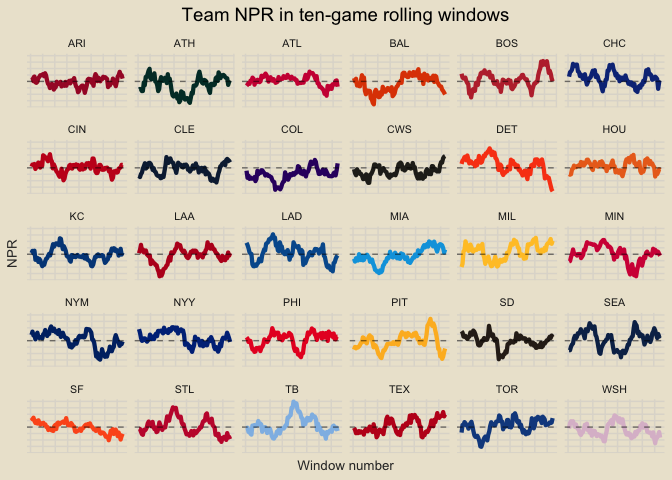 Team NPR in ten-game rolling windows
ARI ATH ATL BAL BOS CHC
CIN CLE COL CWS DET HOU
KC LAA LAD MIA MIL MIN
NPR
NYM NYY PHI PIT SD SEA
SF STL TB TEX TOR WSH
Window number